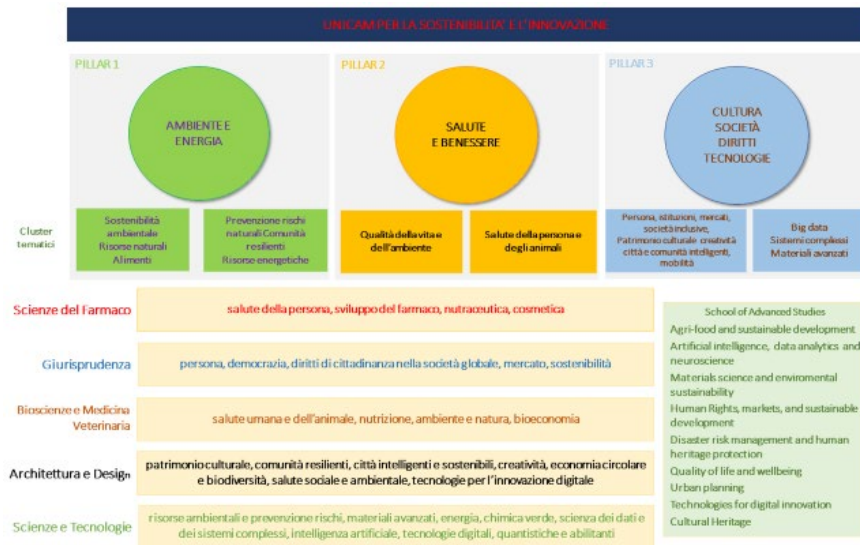 UNICAM PER LA SOSTENIBILITA' E L'INNOVAZIONE
PILLAR 1
PILLAR 2
PILLAR 3
AMBIENTE E
ENERGIA
SALUTE
E BENESSERE
CULTURA
SOCIETÀ
DIRITTI
TECNOLOGIE
Cluster
tematici
Sostenibilità
ambientale
Risorse naturali
Alimenti
Prevenzione rischi
naturali Comunità
resilienti
Risorse energetiche
Qualità della vita e
dell'ambiente
Salute della persona e
degli animali
Persona, istituzioni, mercati,
società inclusive,
Patrimonio culturale creatività
città e comunità intelligenti,
mobilità
Big data
Sistemi complessi
Materiali avanzati
Scienze del Farmaco
salute della persona, sviluppo del farmaco, nutraceutica, cosmetica
Giurisprudenza
persona, democrazia, diritti di cittadinanza nella società globale, mercato, sostenibilità
Bioscienze e Medicina
Veterinaria
salute umana e dell'animale, nutrizione, ambiente e natura, bioeconomia
Architettura e Design
patrimonio culturale, comunità resilienti, città intelligenti e sostenibili, creatività, economia circolare
e biodiversità, salute sociale e ambientale, tecnologie per l'innovazione digitale
Scienze e Tecnologie
risorse ambientali e prevenzione rischi, materiali avanzati, energia, chimica verde, scienza dei dati e
dei sistemi complessi, intelligenza artificiale, tecnologie digitali, quantistiche e abilitanti
School of Advanced Studies
Agri-food and sustainable development
Artificial intelligence, data analytics and
neuroscience
Materials science and enviromental
sustainability
Human Rights, markets, and sustainable
development
Disaster risk management and human
heritage protection
Quality of life and wellbeing
Urban planning
Technologies for digital innovation
Cultural Heritage